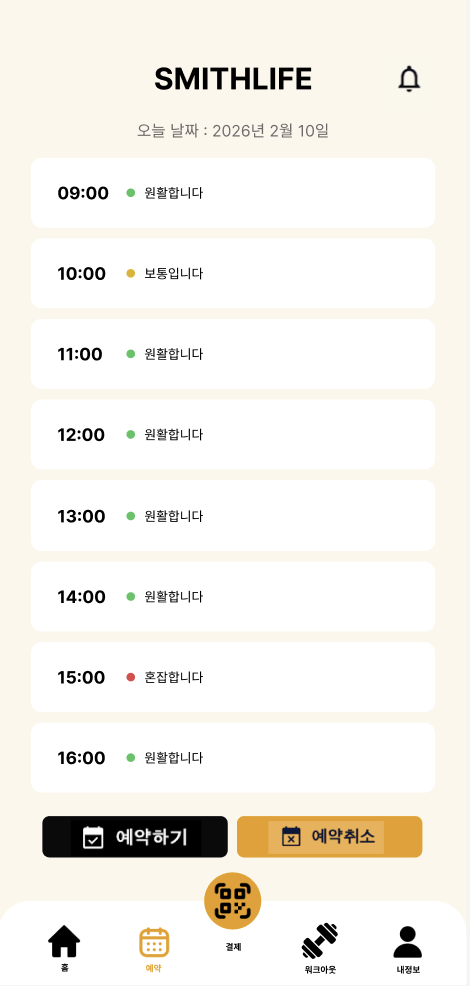 SMITHLIFE
오늘 날짜 : 2026년 2월 10일
09:00 원활합니다
10:00 보통입니다
11:00 원활합니다
12:00 원활합니다
13:00 원활합니다
14:00 원활합니다
15:00 혼잡합니다
16:00 원활합니다
예약하기 예약취소
홈 예약 결제 워크아웃 내정보